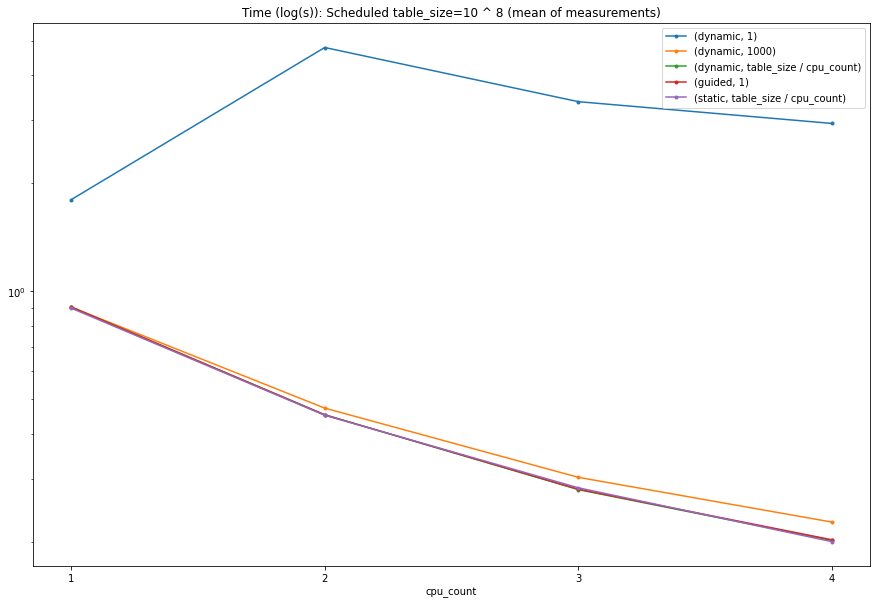 Time (log(s)): Scheduled table_size=10 ^ 8 (mean of measurements)
(dynamic, 1)
(dynamic, 1000)
(dynamic, table_size / cpu_count)
(guided, 1)
(static, table_size / cpu_count)
10⁰
1 2 3 4
cpu_count